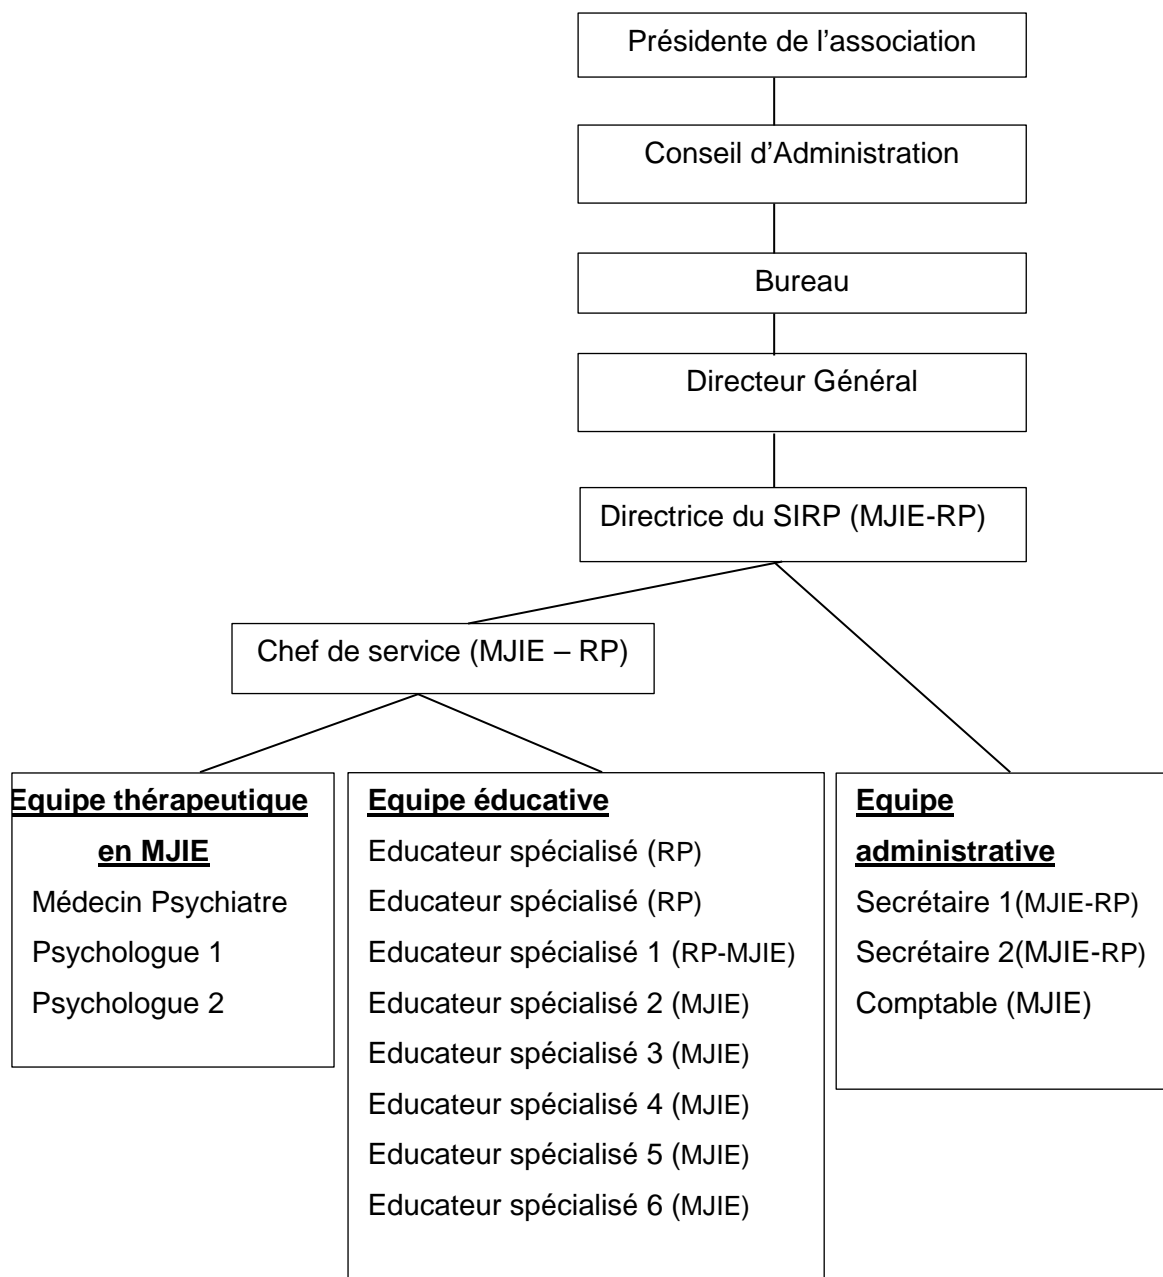 Présidente de l’association
Conseil d’Administration
Bureau
Directeur Général
Directrice du SIRP (MJIE-RP)
Chef de service (MJIE – RP)
Equipe thérapeutique
en MJIE
Médecin Psychiatre
Psychologue 1
Psychologue 2
Equipe éducative
Educateur spécialisé (RP)
Educateur spécialisé (RP)
Educateur spécialisé 1 (RP-MJIE)
Educateur spécialisé 2 (MJIE)
Educateur spécialisé 3 (MJIE)
Educateur spécialisé 4 (MJIE)
Educateur spécialisé 5 (MJIE)
Educateur spécialisé 6 (MJIE)
Equipe
administrative
Secrétaire 1(MJIE-RP)
Secrétaire 2(MJIE-RP)
Comptable (MJIE)